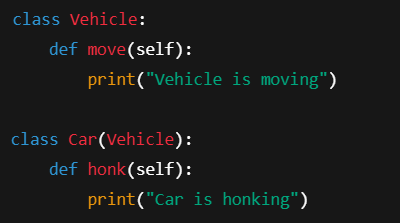 class Vehicle:
    def move(self):
        print("Vehicle is moving")

class Car(Vehicle):
    def honk(self):
        print("Car is honking")